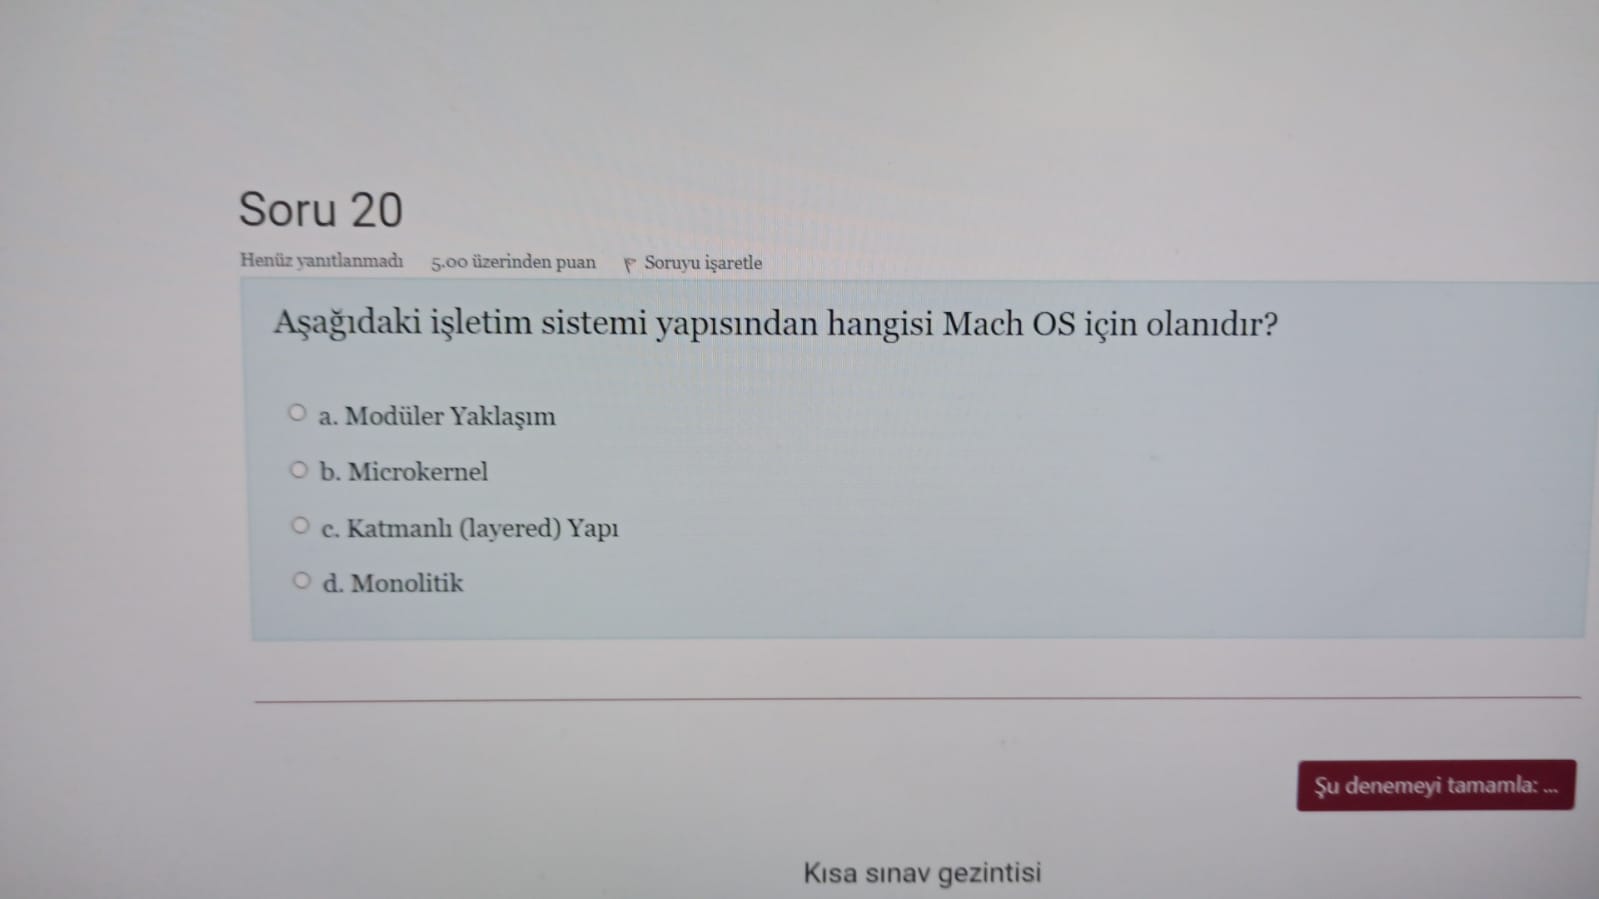 Soru 20
Henüz yanıtlanmadı 5,00 üzerinden puan Soruyu işaretle
Aşağıdaki işletim sistemi yapısından hangisi Mach OS için olanıdır?
a. Modüler Yaklaşım
b. Microkernel
c. Katmanlı (layered) Yapı
d. Monolitik
Şu denemeyi tamamla: ...
Kısa sınav gezintisi